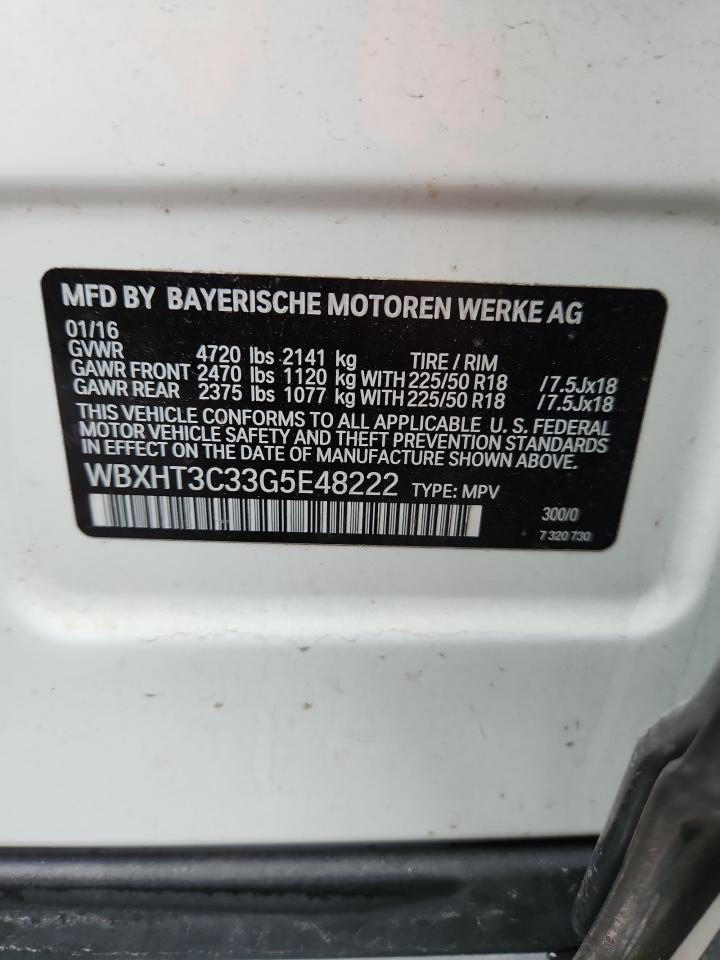 MFD BY BAYERISCHE MOTOREN WERKE AG
01/16
GVWR 4720 lbs 2141 kg TIRE / RIM
GAWR FRONT 2470 lbs 1120 kg WITH 225/50 R18 /7.5Jx18
GAWR REAR 2375 lbs 1077 kg WITH 225/50 R18 /7.5Jx18
THIS VEHICLE CONFORMS TO ALL APPLICABLE U. S. FEDERAL
MOTOR VEHICLE SAFETY AND THEFT PREVENTION STANDARDS
IN EFFECT ON THE DATE OF MANUFACTURE SHOWN ABOVE.
WBXHT3C33G5E48222 TYPE: MPV
300/0
7 320 730